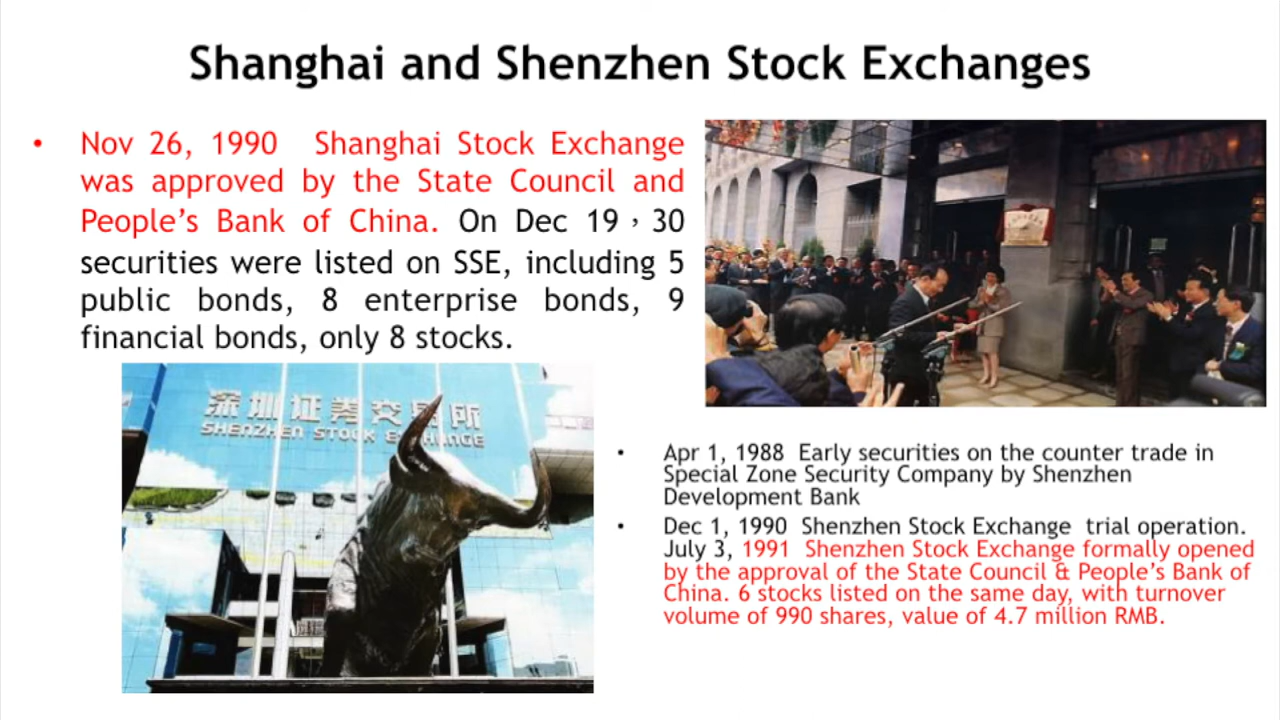 Shanghai and Shenzhen Stock Exchanges
• Nov 26, 1990 Shanghai Stock Exchange
was approved by the State Council and
People’s Bank of China. On Dec 19，30
securities were listed on SSE, including 5
public bonds, 8 enterprise bonds, 9
financial bonds, only 8 stocks.
深圳证券交易所
SHENZHEN STOCK EXCHANGE
• Apr 1, 1988 Early securities on the counter trade in
Special Zone Security Company by Shenzhen
Development Bank
• Dec 1, 1990 Shenzhen Stock Exchange trial operation.
July 3, 1991 Shenzhen Stock Exchange formally opened
by the approval of the State Council & People’s Bank of
China. 6 stocks listed on the same day, with turnover
volume of 990 shares, value of 4.7 million RMB.